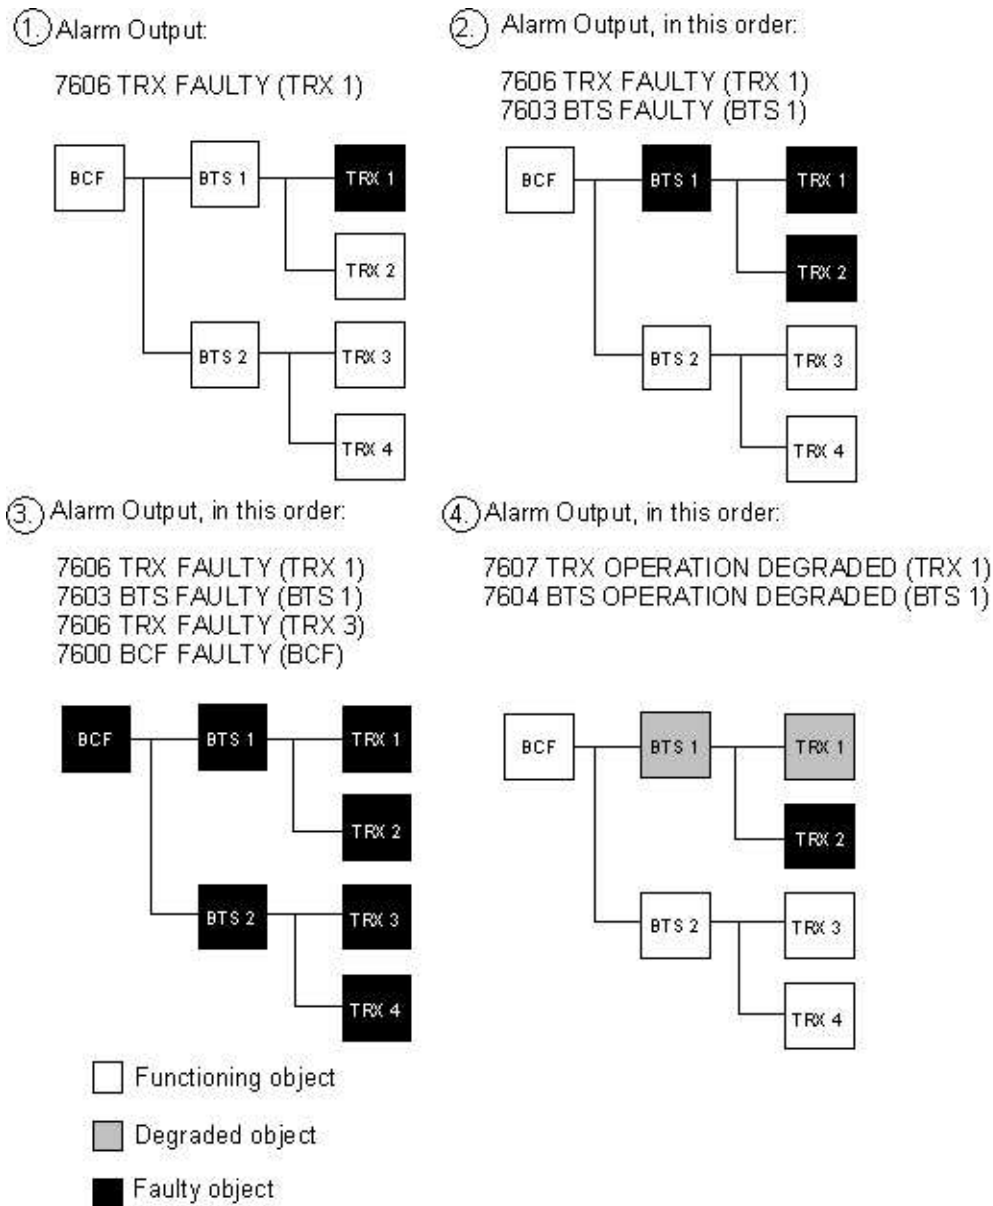 1. Alarm Output:
7606 TRX FAULTY (TRX 1)
BCF
BTS 1
TRX 1
TRX 2
BTS 2
TRX 3
TRX 4
2. Alarm Output, in this order:
7606 TRX FAULTY (TRX 1)
7603 BTS FAULTY (BTS 1)
BCF
BTS 1
TRX 1
TRX 2
BTS 2
TRX 3
TRX 4
3. Alarm Output, in this order:
7606 TRX FAULTY (TRX 1)
7603 BTS FAULTY (BTS 1)
7606 TRX FAULTY (TRX 3)
7600 BCF FAULTY (BCF)
BCF
BTS 1
TRX 1
TRX 2
BTS 2
TRX 3
TRX 4
4. Alarm Output, in this order:
7607 TRX OPERATION DEGRADED (TRX 1)
7604 BTS OPERATION DEGRADED (BTS 1)
BCF
BTS 1
TRX 1
TRX 2
BTS 2
TRX 3
TRX 4
Functioning object
Degraded object
Faulty object